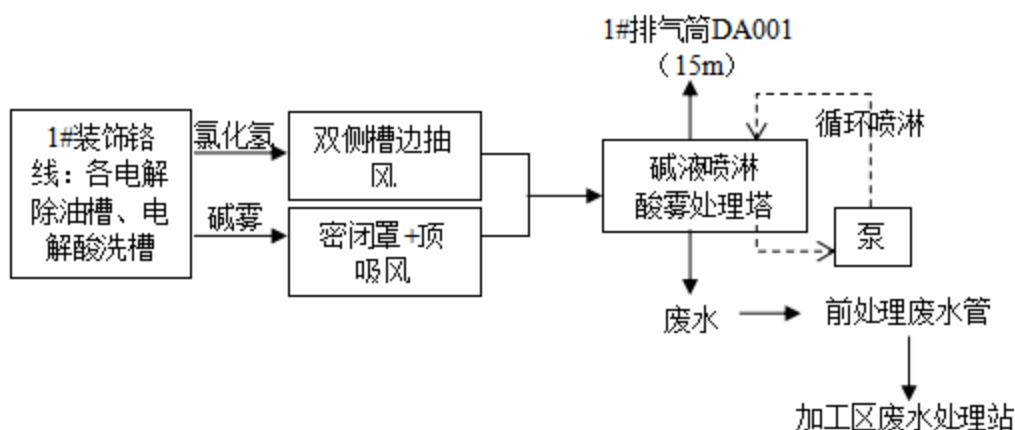 1#排气筒DA001
（15m）
1#装饰铬
线：各电解
除油槽、电
解酸洗槽
氯化氢
碱雾
双侧槽边抽
风
密闭罩+顶
吸风
碱液喷淋
酸雾处理塔
循环喷淋
泵
废水
前处理废水管
加工区废水处理站